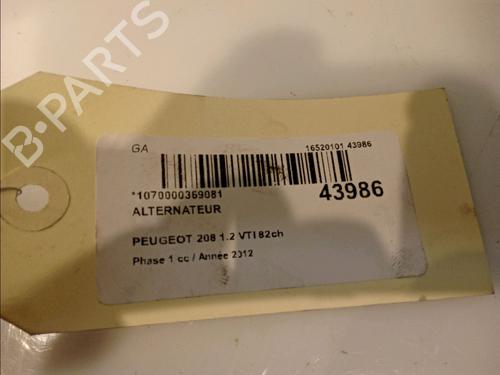 B-PARTS
GA
16520101 43986
*1070000369081
43986
ALTERNATEUR
PEUGEOT 208 1.2 VTI 82ch
Phase 1 cc / Année 2012